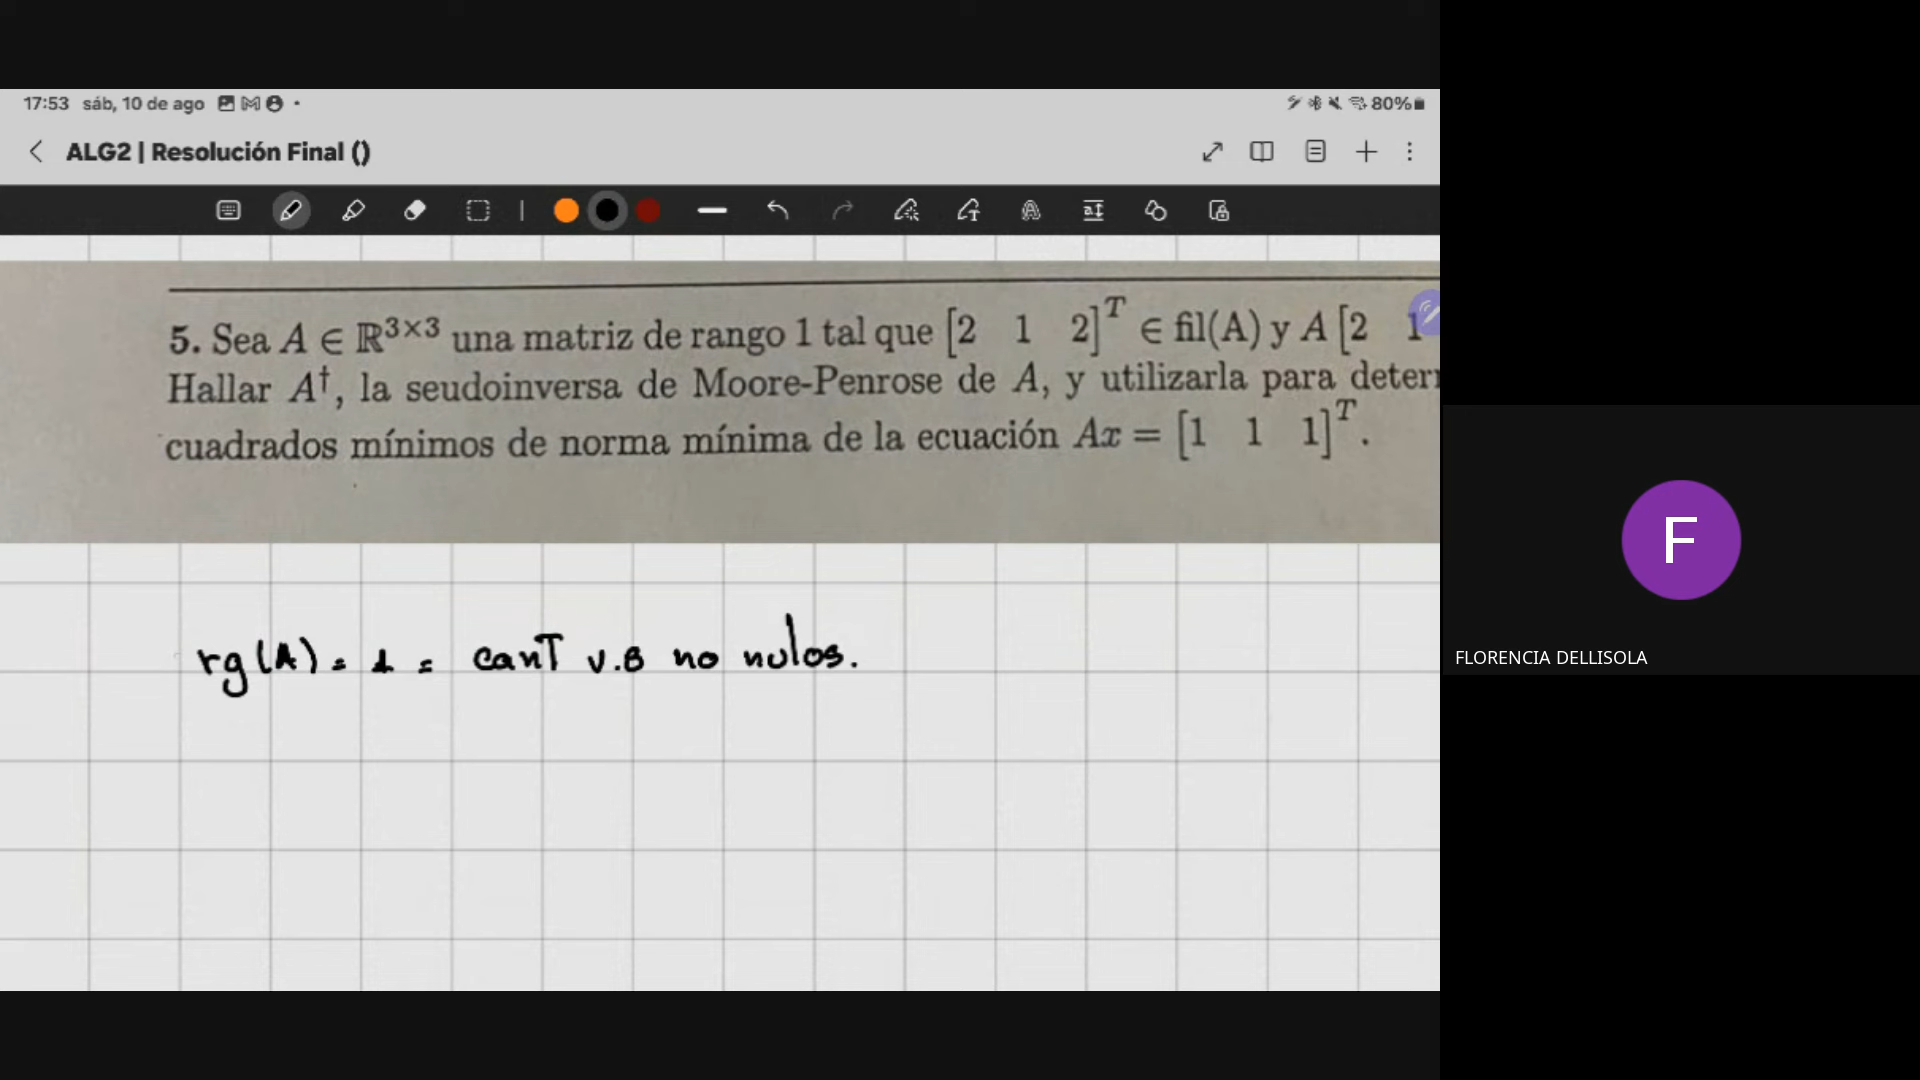 17:53 sáb, 10 de ago
80%
ALG2 | Resolución Final ()
5. Sea A ∈ ℝ^{3×3} una matriz de rango 1 tal que [2 1 2]^T ∈ fil(A) y A [2 1
Hallar A^†, la seudoinversa de Moore-Penrose de A, y utilizarla para deter
cuadrados mínimos de norma mínima de la ecuación Ax = [1 1 1]^T.
rg(A) = 1 = canT v.s no nulos.
F
FLORENCIA DELLISOLA